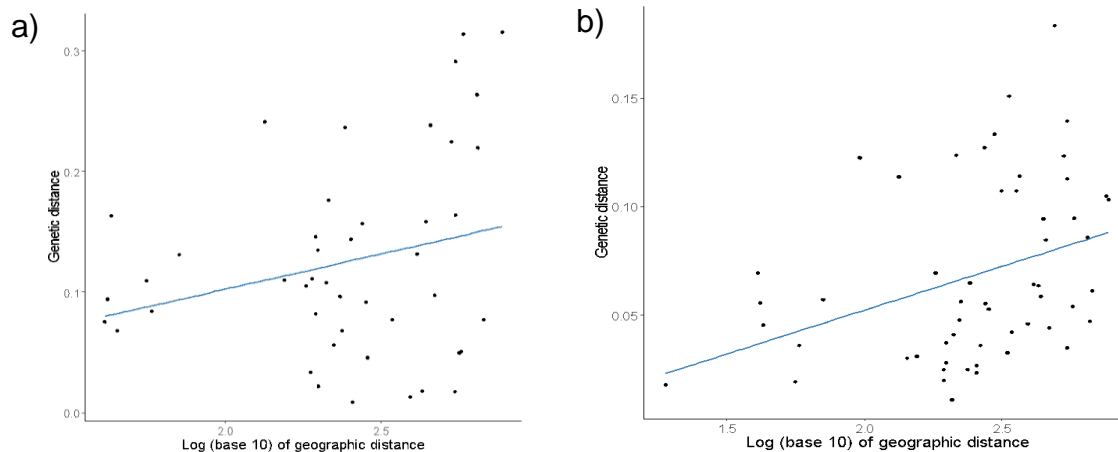 a)
0.3
0.2
0.1
0.0
Genetic distance
2.0
2.5
Log (base 10) of geographic distance
b)
0.15
0.10
0.05
0.00
Genetic distance
1.5
2.0
2.5
Log (base 10) of geographic distance